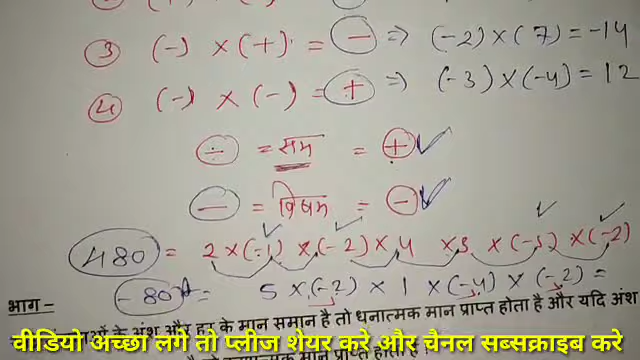 ③ (-) × (+) = (-) ⇒ (-2) × (7) = -14
④ (-) × (-) = (+) ⇒ (-3) × (-4) = 12
(÷) = सम = (+) ✓
(-) = विषम = (-) ✓
480 = 2 × (-1) × (-2) × 4 × 3 × (-5) × (-2)
-80 = 5 × (-2) × 1 × (-4) × (-2) =
भाग –
के अंश और हर के मान समान है तो धनात्मक मान प्राप्त होता है और यदि अंश
वीडियो अच्छा लगे तो प्लीज शेयर करे और चैनल सब्सक्राइब करे